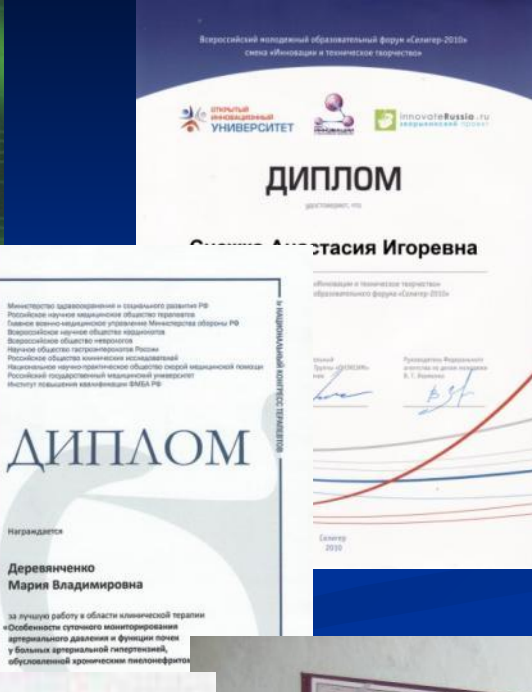 Всероссийский молодежный образовательный форум «Селигер-2010»
смена «Инновации и техническое творчество»
ОТКРЫТЫЙ
ИННОВАЦИОННЫЙ
УНИВЕРСИТЕТ
innovateRussia.ru
ДИПЛОМ
удостоверяет, что
Анастасия Игоревна
«Инновации и техническое творчество»
образовательного форума «Селигер-2010»
Руководитель Федерального
агентства по делам молодежи
Селигер
2010
Министерство здравоохранения и социального развития РФ
Российское научное медицинское общество терапевтов
Главное военно-медицинское управление Министерства обороны РФ
Всероссийское научное общество кардиологов
Всероссийское общество неврологов
Научное общество гастроэнтерологов России
Российское общество клинических исследователей
Национальное научно-практическое общество скорой медицинской помощи
Российский государственный медицинский университет
Институт повышения квалификации ФМБА РФ
НАЦИОНАЛЬНЫЙ КОНГРЕСС ТЕРАПЕВТОВ
ДИПЛОМ
Награждается
Деревянченко
Мария Владимировна
за лучшую работу в области клинической терапии
«Особенности суточного мониторирования
артериального давления и функции почек
у больных артериальной гипертензией,
обусловленной хроническим пиелонефритом